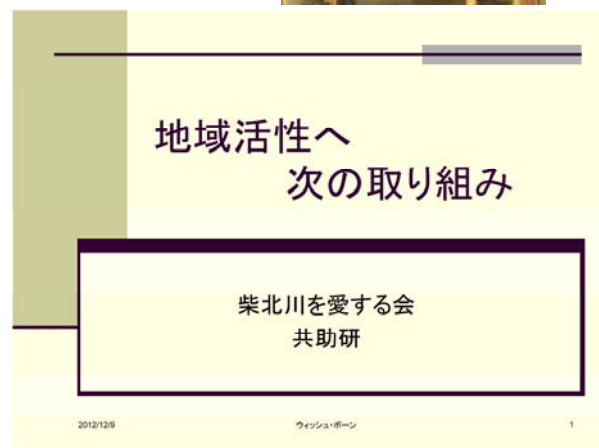 地域活性へ
次の取り組み
柴北川を愛する会
共助研
2012/12/9
ウィッシュ・ボーン
1